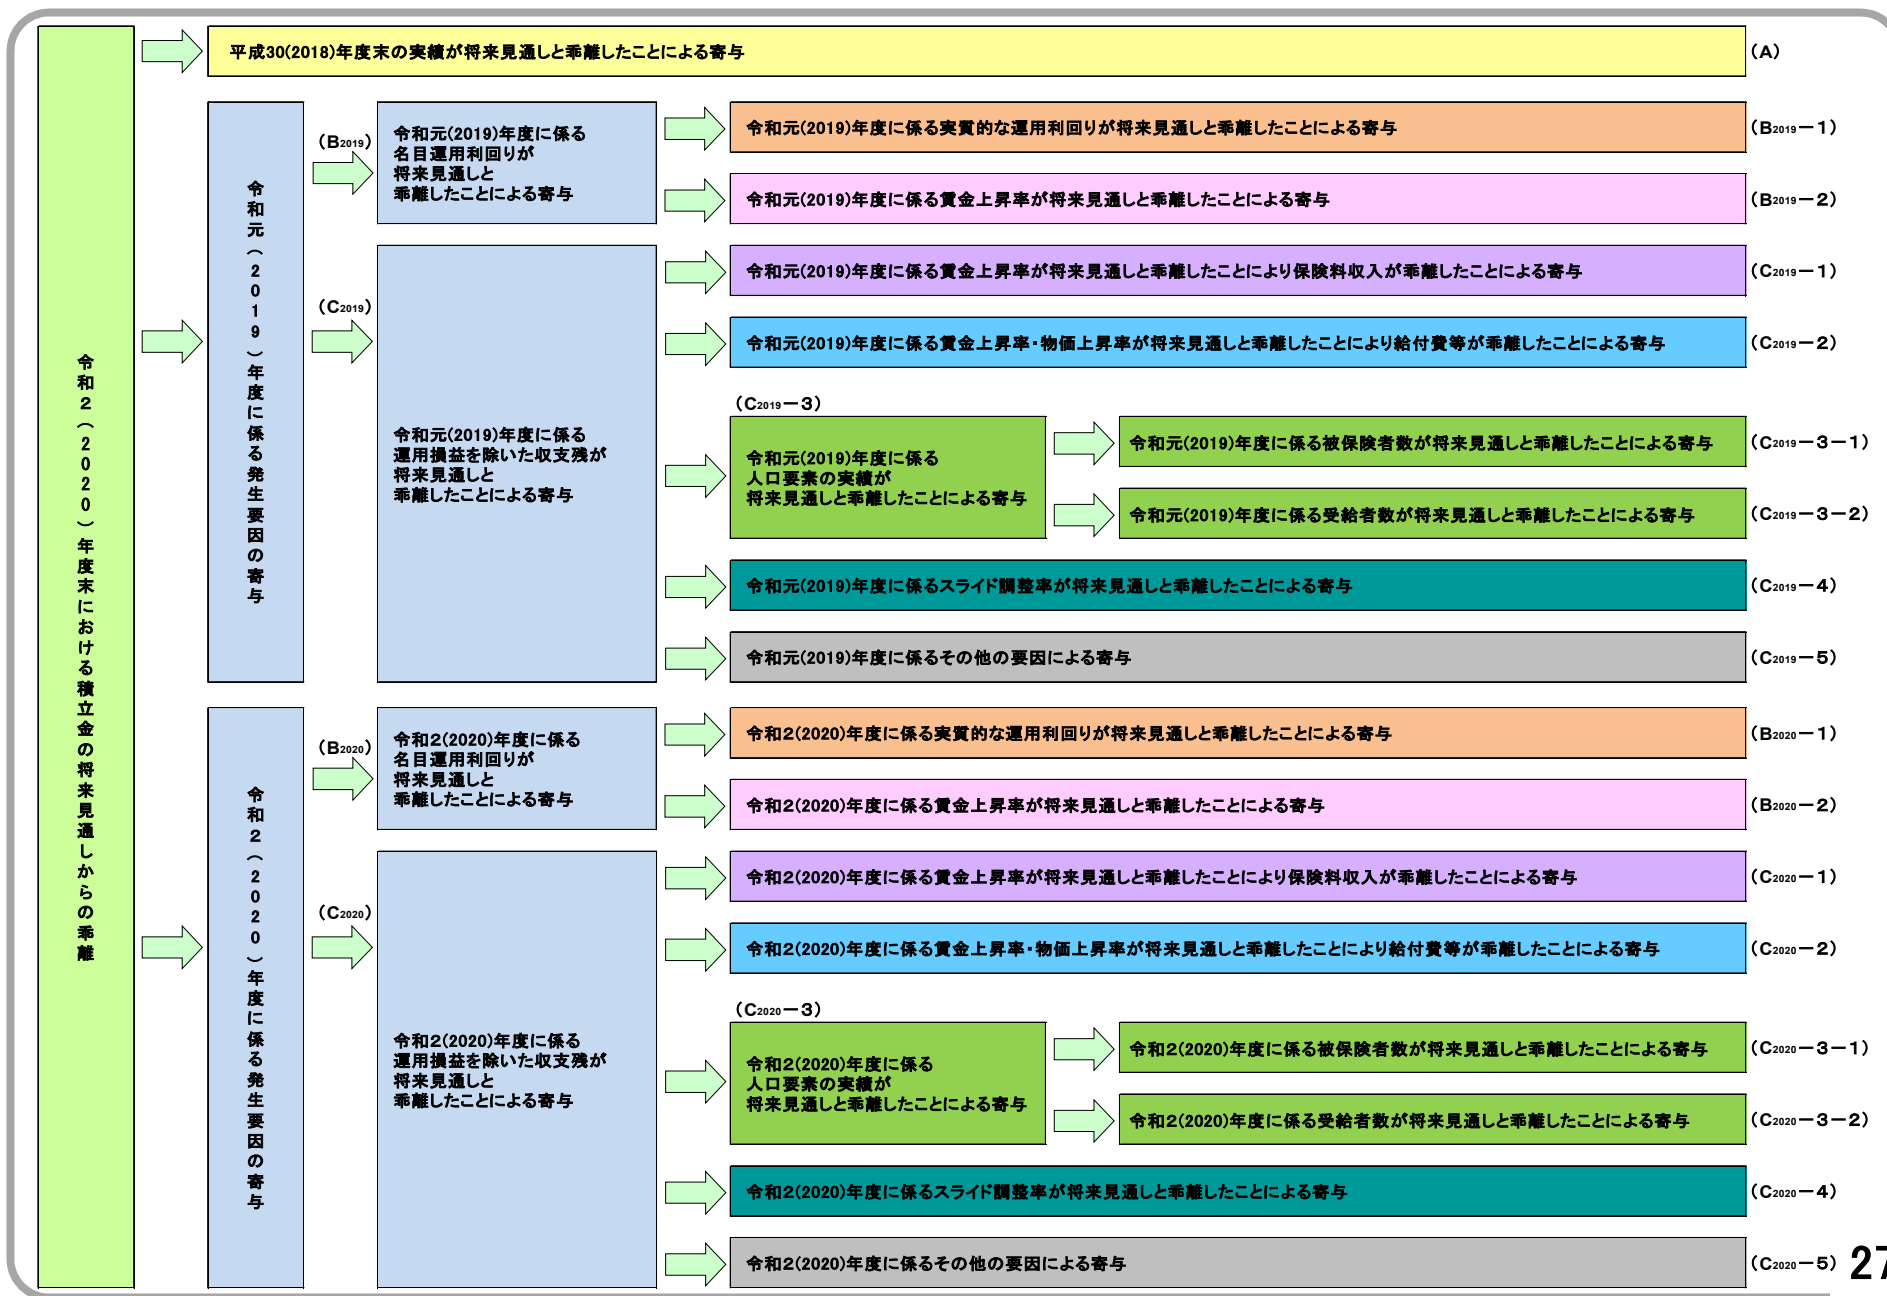 令和２（２０２０）年度末における積立金の将来見通しからの乖離
平成30(2018)年度末の実績が将来見通しと乖離したことによる寄与
（A）
令和元（２０１９）年度に係る発生要因の寄与
（B2019）
令和元(2019)年度に係る
名目運用利回りが
将来見通しと
乖離したことによる寄与
令和元(2019)年度に係る実質的な運用利回りが将来見通しと乖離したことによる寄与
（B2019－１）
令和元(2019)年度に係る賃金上昇率が将来見通しと乖離したことによる寄与
（B2019－２）
（C2019）
令和元(2019)年度に係る
運用損益を除いた収支残が
将来見通しと
乖離したことによる寄与
令和元(2019)年度に係る賃金上昇率が将来見通しと乖離したことにより保険料収入が乖離したことによる寄与
（C2019－１）
令和元(2019)年度に係る賃金上昇率・物価上昇率が将来見通しと乖離したことにより給付費等が乖離したことによる寄与
（C2019－２）
（C2019－３）
令和元(2019)年度に係る
人口要素の実績が
将来見通しと乖離したことによる寄与
令和元(2019)年度に係る被保険者数が将来見通しと乖離したことによる寄与
（C2019－３－１）
令和元(2019)年度に係る受給者数が将来見通しと乖離したことによる寄与
（C2019－３－２）
令和元(2019)年度に係るスライド調整率が将来見通しと乖離したことによる寄与
（C2019－４）
令和元(2019)年度に係るその他の要因による寄与
（C2019－５）
令和２（２０２０）年度に係る発生要因の寄与
（B2020）
令和２(2020)年度に係る
名目運用利回りが
将来見通しと
乖離したことによる寄与
令和２(2020)年度に係る実質的な運用利回りが将来見通しと乖離したことによる寄与
（B2020－１）
令和２(2020)年度に係る賃金上昇率が将来見通しと乖離したことによる寄与
（B2020－２）
（C2020）
令和２(2020)年度に係る
運用損益を除いた収支残が
将来見通しと
乖離したことによる寄与
令和２(2020)年度に係る賃金上昇率が将来見通しと乖離したことにより保険料収入が乖離したことによる寄与
（C2020－１）
令和２(2020)年度に係る賃金上昇率・物価上昇率が将来見通しと乖離したことにより給付費等が乖離したことによる寄与
（C2020－２）
（C2020－３）
令和２(2020)年度に係る
人口要素の実績が
将来見通しと乖離したことによる寄与
令和２(2020)年度に係る被保険者数が将来見通しと乖離したことによる寄与
（C2020－３－１）
令和２(2020)年度に係る受給者数が将来見通しと乖離したことによる寄与
（C2020－３－２）
令和２(2020)年度に係るスライド調整率が将来見通しと乖離したことによる寄与
（C2020－４）
令和２(2020)年度に係るその他の要因による寄与
（C2020－５）
27